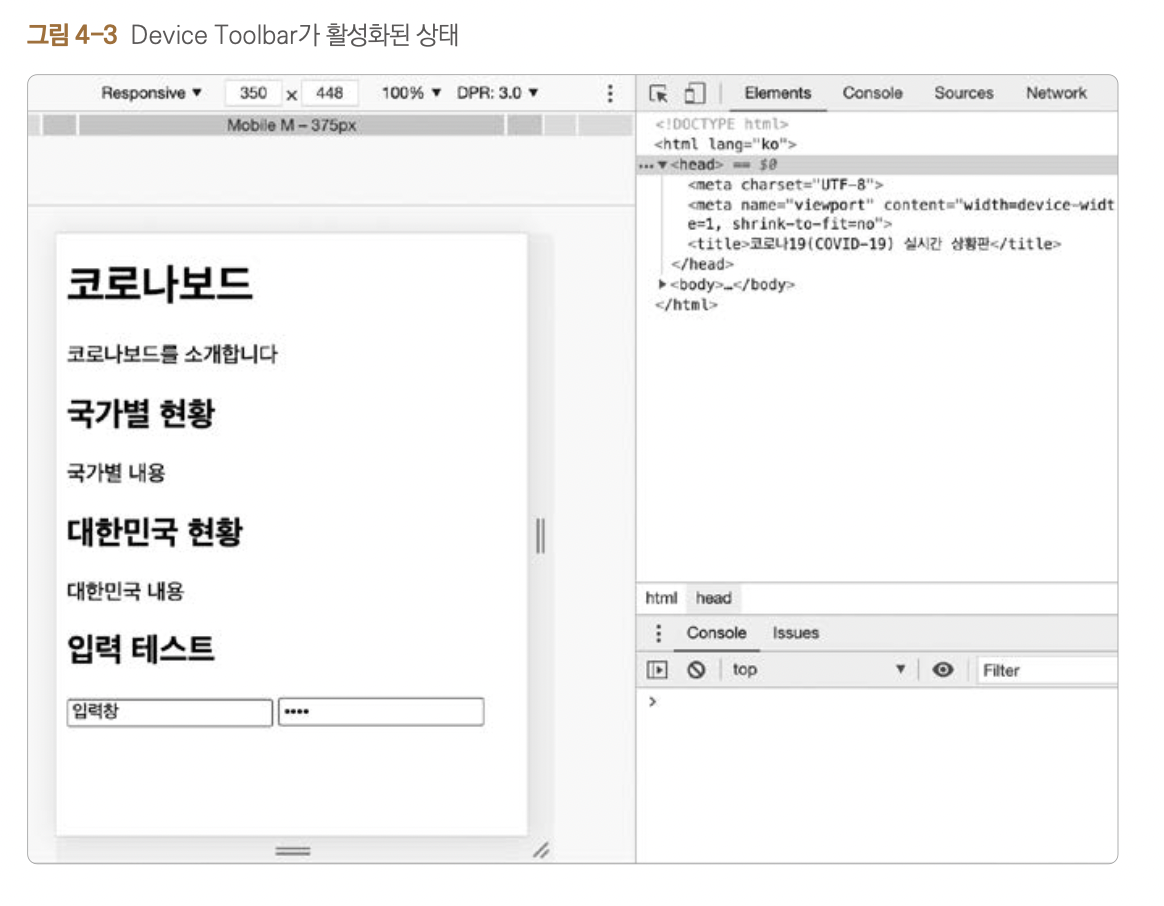 그림 4-3 Device Toolbar가 활성화된 상태
Responsive ▼ 350 x 448 100% ▼ DPR: 3.0 ▼
Mobile M – 375px
코로나보드
코로나보드를 소개합니다
국가별 현황
국가별 내용
대한민국 현황
대한민국 내용
입력 테스트
입력창 ••••
Elements Console Sources Network
<!DOCTYPE html>
<html lang="ko">
… ▼<head> == $0
<meta charset="UTF-8">
<meta name="viewport" content="width=device-widt
e=1, shrink-to-fit=no">
<title>코로나19(COVID-19) 실시간 상황판</title>
</head>
▶<body>…</body>
</html>
html head
Console Issues
top ▼ Filter
>